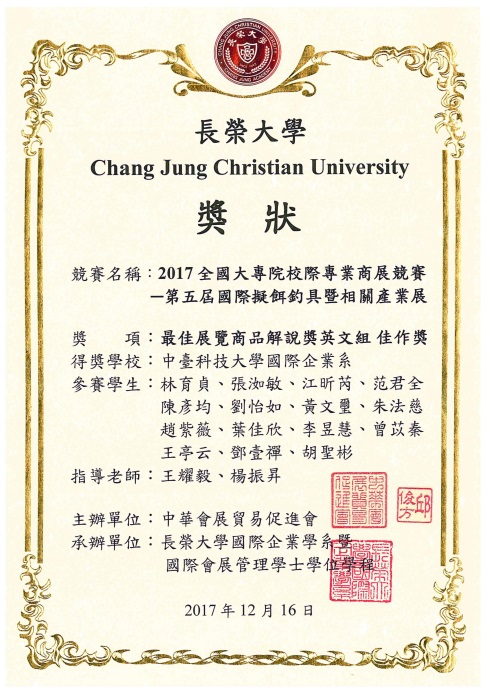 長榮大學
Chang Jung Christian University
獎 狀
競賽名稱：2017 全國大專院校際專業商展競賽
－第五屆國際擬餌釣具暨相關產業展
獎 項：最佳展覽商品解說獎英文組 佳作獎
得獎學校：中臺科技大學國際企業系
參賽學生：林育貞、張洳敏、江昕芮、范君全
陳彥均、劉怡如、黃文璽、朱法慈
趙紫薇、葉佳欣、李昱慧、曾苡秦
王亭云、鄧壹禪、胡聖彬
指導老師：王耀毅、楊振昇
主辦單位：中華會展貿易促進會
承辦單位：長榮大學國際企業學系暨
國際會展管理學士學位學程
2017 年 12 月 16 日